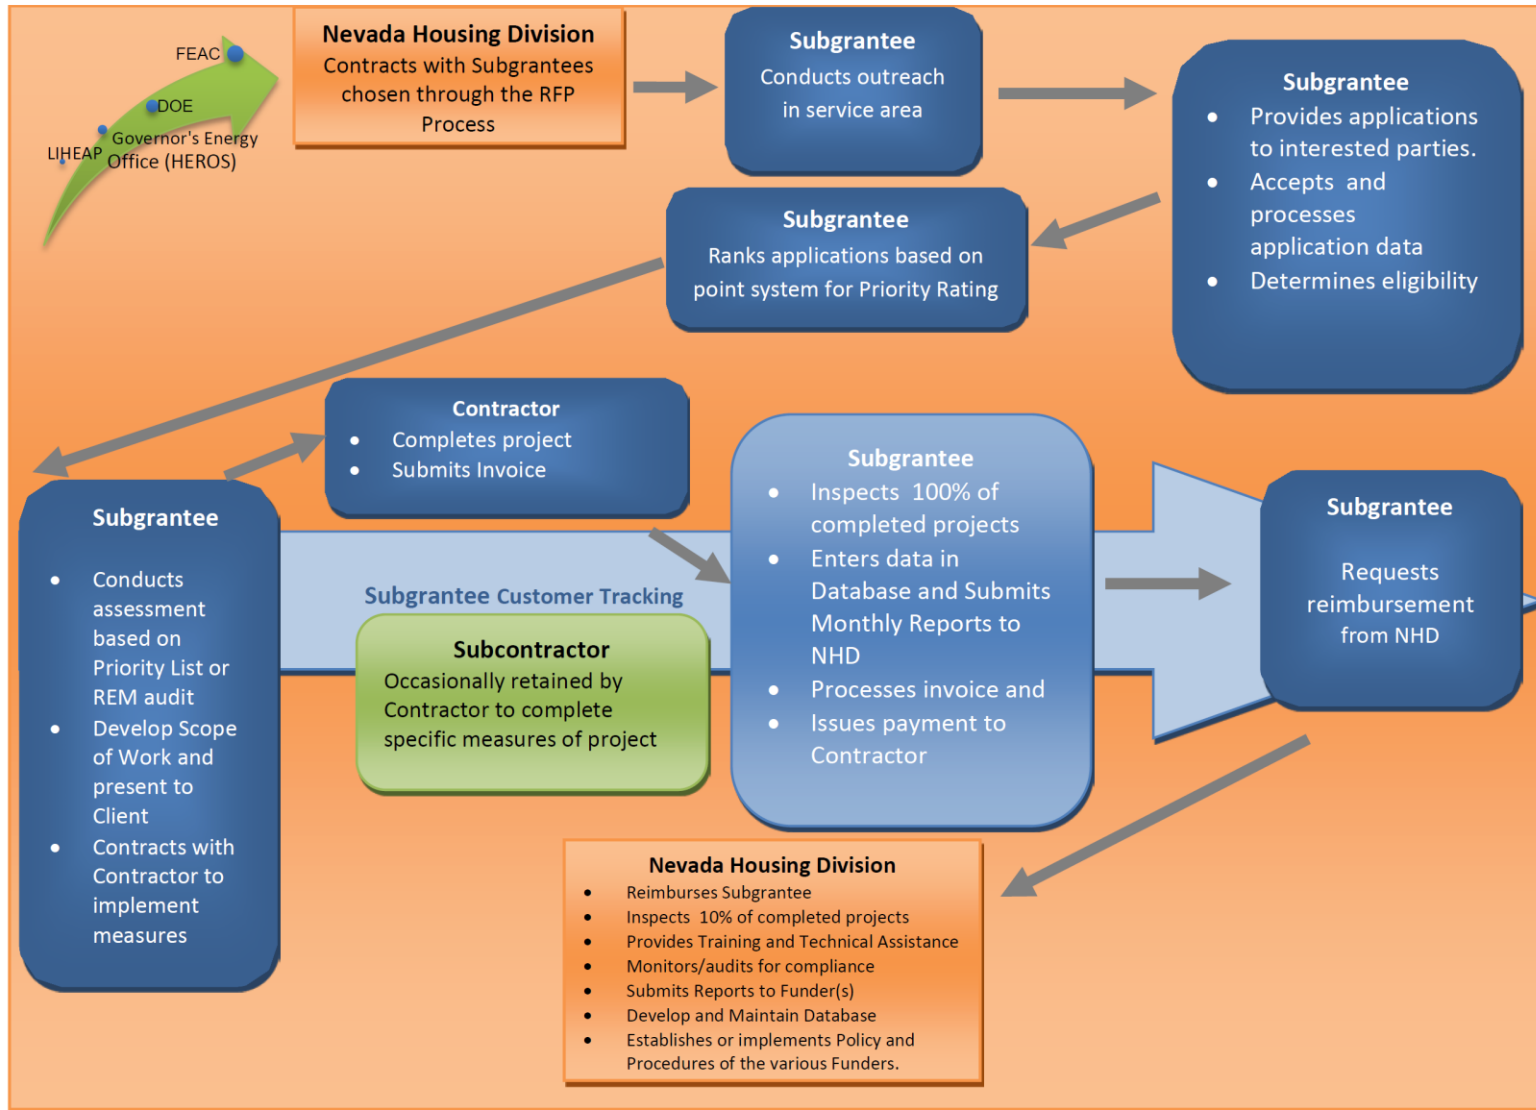 FEAC
DOE
Governor's Energy
LIHEAP
Office (HEROS)
Nevada Housing Division
Contracts with Subgrantees
chosen through the RFP
Process
Subgrantee
Conducts outreach
in service area
Subgrantee
• Provides applications
to interested parties.
• Accepts and
processes
application data
• Determines eligibility
Subgrantee
Ranks applications based on
point system for Priority Rating
Subgrantee
• Conducts
assessment
based on
Priority List or
REM audit
• Develop Scope
of Work and
present to
Client
• Contracts with
Contractor to
implement
measures
Contractor
• Completes project
• Submits Invoice
Subgrantee Customer Tracking
Subcontractor
Occasionally retained by
Contractor to complete
specific measures of project
Subgrantee
• Inspects 100% of
completed projects
• Enters data in
Database and Submits
Monthly Reports to
NHD
• Processes invoice and
• Issues payment to
Contractor
Subgrantee
Requests
reimbursement
from NHD
Nevada Housing Division
• Reimburses Subgrantee
• Inspects 10% of completed projects
• Provides Training and Technical Assistance
• Monitors/audits for compliance
• Submits Reports to Funder(s)
• Develop and Maintain Database
• Establishes or implements Policy and
Procedures of the various Funders.